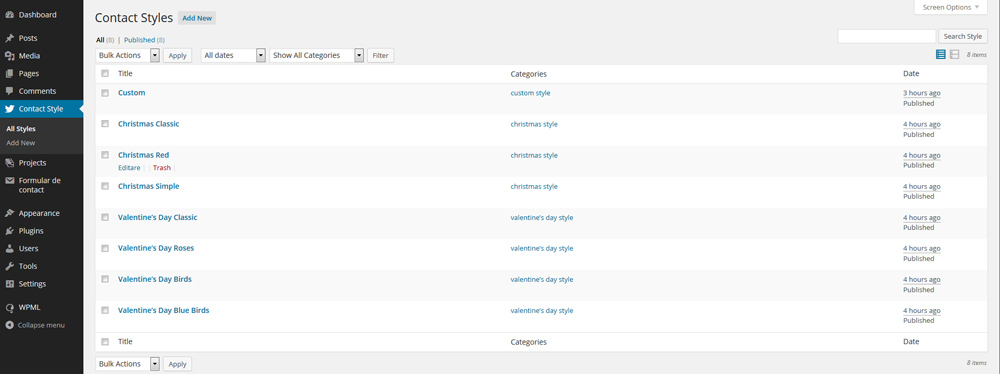 Dashboard
Posts
Media
Pages
Comments
Contact Style
All Styles
Add New
Projects
Formular de
contact
Appearance
Plugins
Users
Tools
Settings
WPML
Collapse menu
Screen Options
Contact Styles Add New
All (8) | Published (8)
Search Style
Bulk Actions Apply All dates Show All Categories Filter
8 items
Title Categories Date
Custom custom style 3 hours ago
Published
Christmas Classic christmas style 4 hours ago
Published
Christmas Red christmas style 4 hours ago
Editare | | Trash | Published
Christmas Simple christmas style 4 hours ago
Published
Valentine's Day Classic valentine's day style 4 hours ago
Published
Valentine's Day Roses valentine's day style 4 hours ago
Published
Valentine's Day Birds valentine's day style 4 hours ago
Published
Valentine's Day Blue Birds valentine's day style 4 hours ago
Published
Title Categories Date
Bulk Actions Apply 8 items